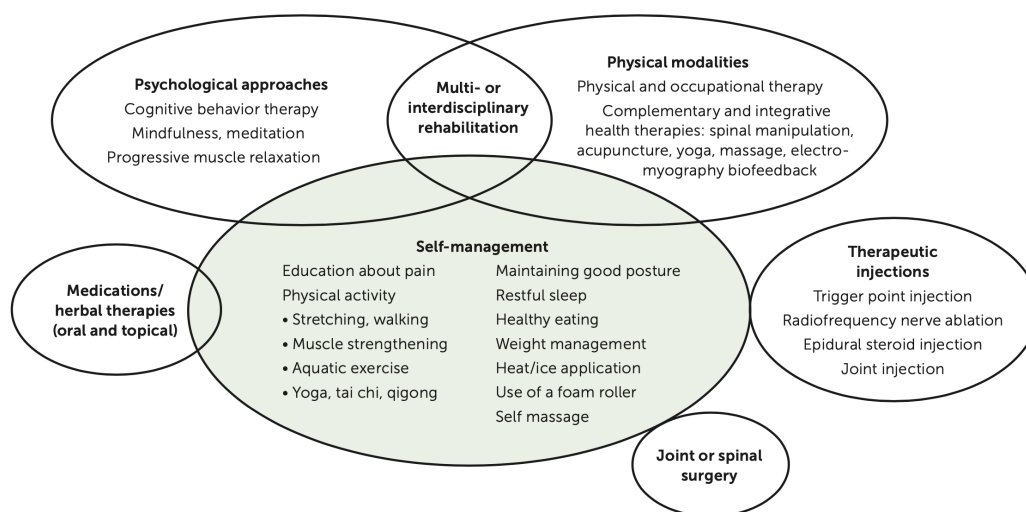 Psychological approaches
Cognitive behavior therapy
Mindfulness, meditation
Progressive muscle relaxation
Multi- or
interdisciplinary
rehabilitation
Physical modalities
Physical and occupational therapy
Complementary and integrative
health therapies: spinal manipulation,
acupuncture, yoga, massage, electro-
myography biofeedback
Medications/
herbal therapies
(oral and topical)
Self-management
Education about pain
Physical activity
• Stretching, walking
• Muscle strengthening
• Aquatic exercise
• Yoga, tai chi, qigong
Maintaining good posture
Restful sleep
Healthy eating
Weight management
Heat/ice application
Use of a foam roller
Self massage
Therapeutic
injections
Trigger point injection
Radiofrequency nerve ablation
Epidural steroid injection
Joint injection
Joint or spinal
surgery